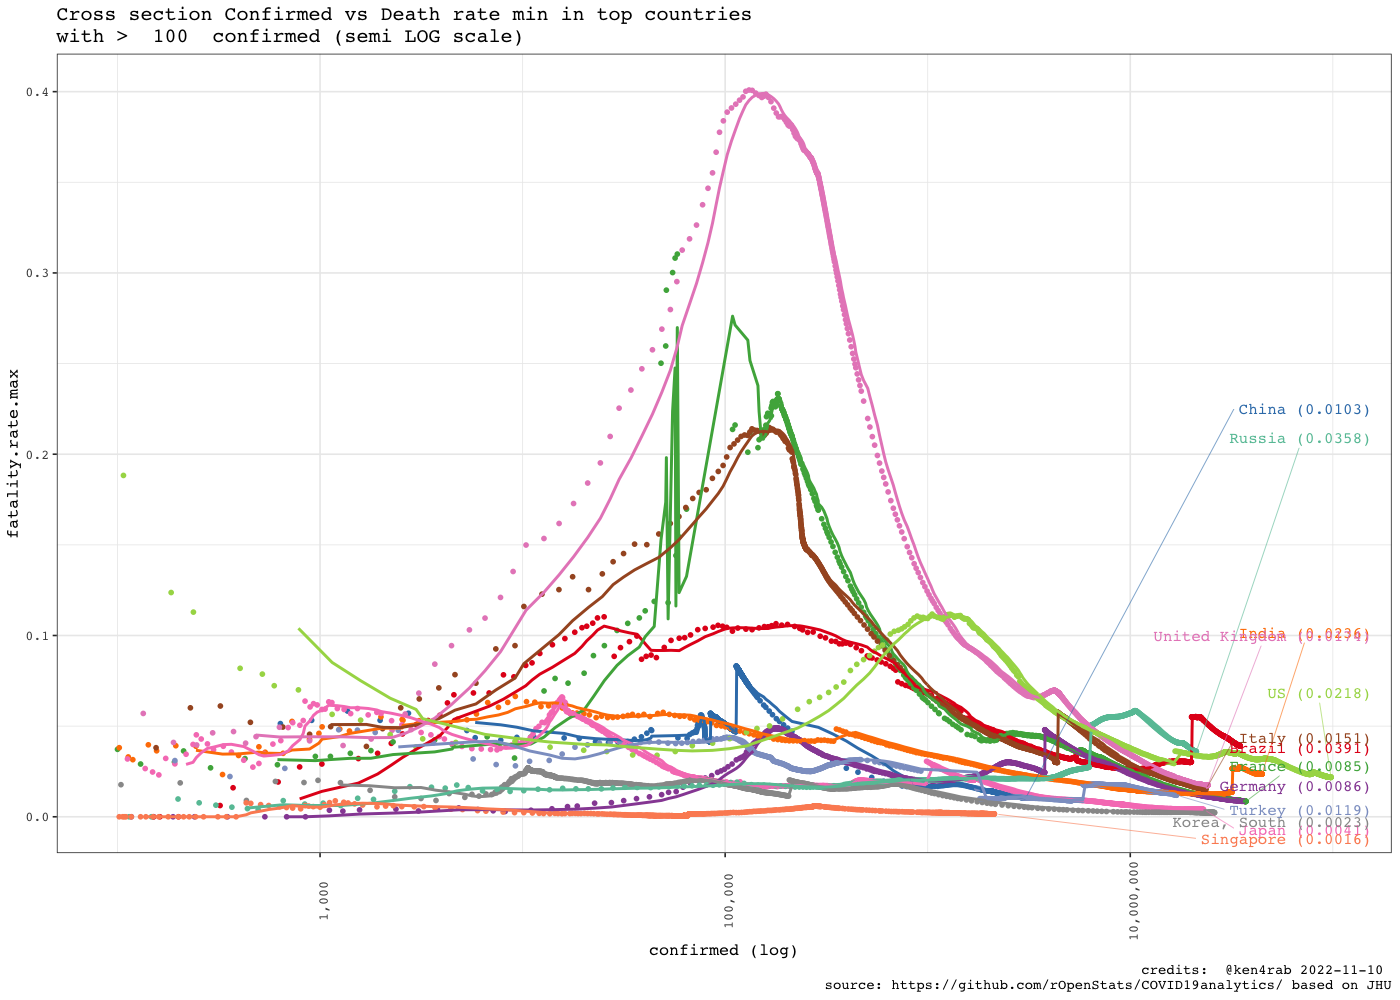 Cross section Confirmed vs Death rate min in top countries
with >  100  confirmed (semi LOG scale)
0.4
0.3
0.2
0.1
0.0
fatality.rate.max
China (0.0103)
Russia (0.0358)
India (0.0236)
United Kingdom (0.0174)
US (0.0218)
Italy (0.0151)
Brazil (0.0391)
France (0.0085)
Germany (0.0086)
Turkey (0.0119)
Korea, South (0.0023)
Japan (0.0041)
Singapore (0.0016)
1,000
100,000
10,000,000
confirmed (log)
credits:  @ken4rab 2022-11-10
source: https://github.com/rOpenStats/COVID19analytics/ based on JHU